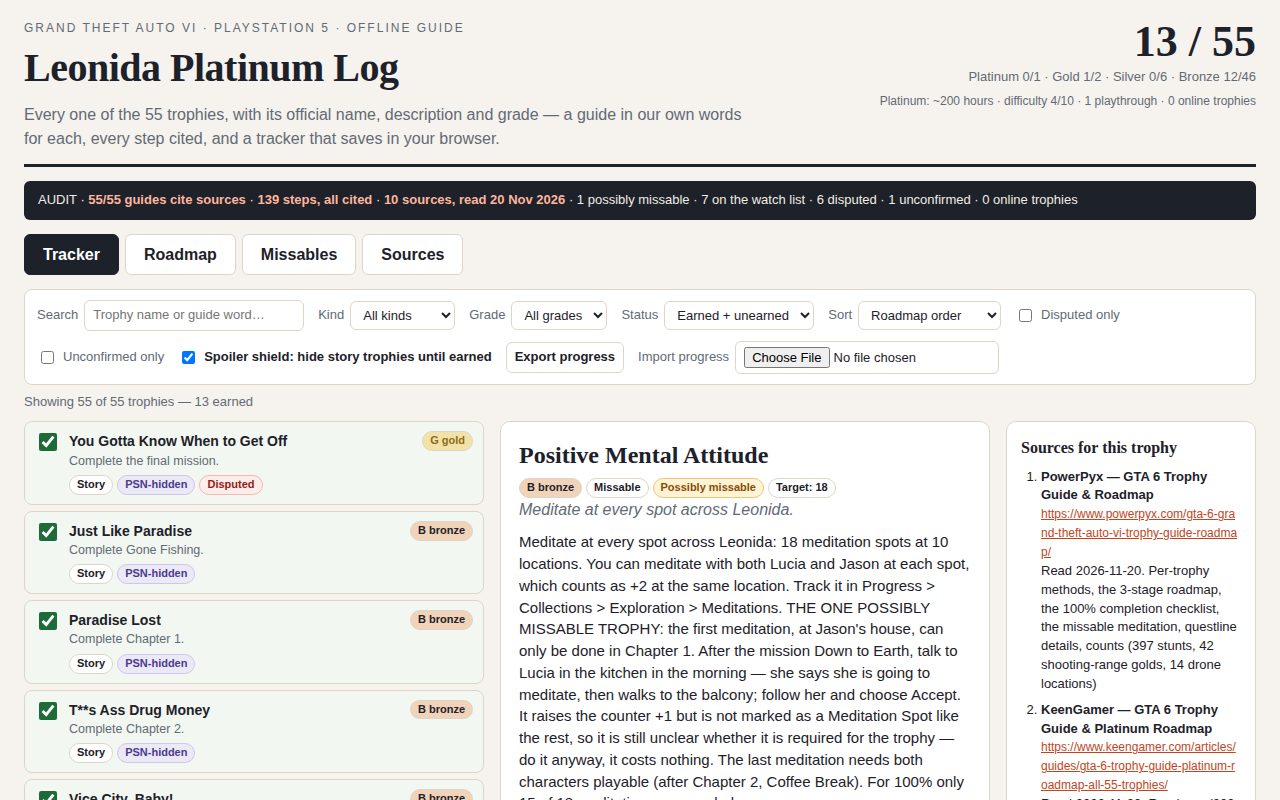 GRAND THEFT AUTO VI · PLAYSTATION 5 · OFFLINE GUIDE
Leonida Platinum Log
Every one of the 55 trophies, with its official name, description and grade — a guide in our own words
for each, every step cited, and a tracker that saves in your browser.
13 / 55
Platinum 0/1 · Gold 1/2 · Silver 0/6 · Bronze 12/46
Platinum: ~200 hours · difficulty 4/10 · 1 playthrough · 0 online trophies
AUDIT · 55/55 guides cite sources · 139 steps, all cited · 10 sources, read 20 Nov 2026 · 1 possibly missable · 7 on the watch list · 6 disputed · 1 unconfirmed · 0 online trophies
Tracker Roadmap Missables Sources
Search Trophy name or guide word… Kind All kinds Grade All grades Status Earned + unearned Sort Roadmap order Disputed only
Unconfirmed only Spoiler shield: hide story trophies until earned Export progress Import progress Choose File No file chosen
Showing 55 of 55 trophies — 13 earned
You Gotta Know When to Get Off G gold
Complete the final mission.
Story PSN-hidden Disputed
Just Like Paradise B bronze
Complete Gone Fishing.
Story PSN-hidden
Paradise Lost B bronze
Complete Chapter 1.
Story PSN-hidden
T**s Ass Drug Money B bronze
Complete Chapter 2.
Story PSN-hidden
Vice City, Baby! B bronze
Positive Mental Attitude
B bronze Missable Possibly missable Target: 18
Meditate at every spot across Leonida.
Meditate at every spot across Leonida: 18 meditation spots at 10
locations. You can meditate with both Lucia and Jason at each spot,
which counts as +2 at the same location. Track it in Progress >
Collections > Exploration > Meditations. THE ONE POSSIBLY
MISSABLE TROPHY: the first meditation, at Jason's house, can
only be done in Chapter 1. After the mission Down to Earth, talk to
Lucia in the kitchen in the morning — she says she is going to
meditate, then walks to the balcony; follow her and choose Accept.
It raises the counter +1 but is not marked as a Meditation Spot like
the rest, so it is still unclear whether it is required for the trophy —
do it anyway, it costs nothing. The last meditation needs both
characters playable (after Chapter 2, Coffee Break). For 100% only
Sources for this trophy
1. PowerPyx — GTA 6 Trophy
Guide & Roadmap
https://www.powerpyx.com/gta-6-gra
nd-theft-auto-vi-trophy-guide-roadma
p/
Read 2026-11-20. Per-trophy
methods, the 3-stage roadmap,
the 100% completion checklist,
the missable meditation, questline
details, counts (397 stunts, 42
shooting-range golds, 14 drone
locations)
2. KeenGamer — GTA 6 Trophy
Guide & Platinum Roadmap
https://www.keengamer.com/articles/
guides/gta-6-trophy-guide-platinum-r
oadmap-all-55-trophies/